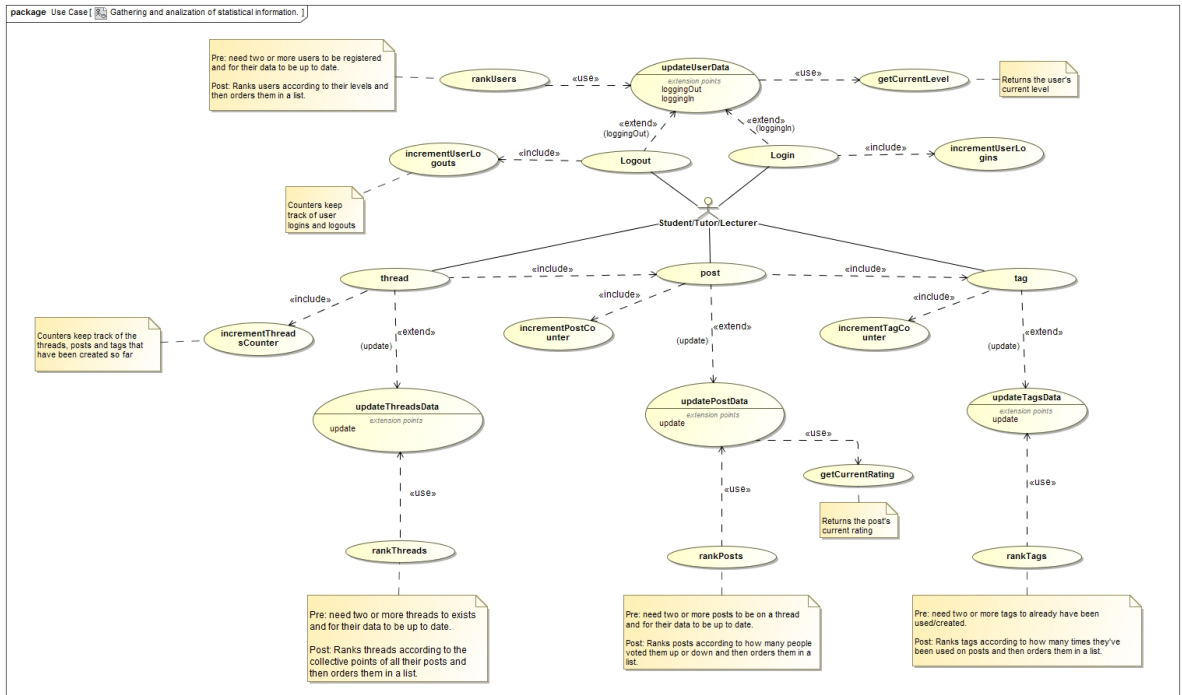 package Use Case [ Gathering and analization of statistical information. ]
Pre: need two or more users to be registered
and for their data to be up to date.
Post: Ranks users according to their levels and
then orders them in a list.
rankUsers
«use»
updateUserData
extension points
loggingOut
loggingIn
«use»
getCurrentLevel
Returns the user's
current level
«extend»
(loggingOut)
«extend»
(loggingIn)
incrementUserLo
gouts
«include»
Logout
Login
«include»
incrementUserLo
gins
Counters keep
track of user
logins and logouts
Student/Tutor/Lecturer
thread
«include»
post
«include»
tag
«include»
«include»
«include»
Counters keep track of the
threads, posts and tags that
have been created so far
incrementThread
sCounter
«extend»
(update)
incrementPostCo
unter
«extend»
(update)
incrementTagCo
unter
«extend»
(update)
updateThreadsData
extension points
update
updatePostData
extension points
update
updateTagsData
extension points
update
«use»
getCurrentRating
Returns the post's
current rating
«use»
«use»
«use»
rankThreads
rankPosts
rankTags
Pre: need two or more threads to exists
and for their data to be up to date.
Post: Ranks threads according to the
collective points of all their posts and
then orders them in a list.
Pre: need two or more posts to be on a thread
and for their data to be up to date.
Post: Ranks posts according to how many people
voted them up or down and then orders them in a
list.
Pre: need two or more tags to already have been
used/created.
Post: Ranks tags according to how many times they've
been used on posts and then orders them in a list.